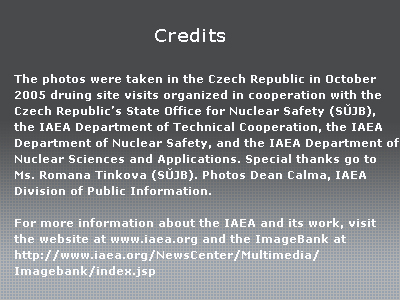 Credits
The photos were taken in the Czech Republic in October
2005 druing site visits organized in cooperation with the
Czech Republic's State Office for Nuclear Safety (SŬJB),
the IAEA Department of Technical Cooperation, the IAEA
Department of Nuclear Safety, and the IAEA Department of
Nuclear Sciences and Applications. Special thanks go to
Ms. Romana Tinkova (SŬJB). Photos Dean Calma, IAEA
Division of Public Information.
For more information about the IAEA and its work, visit
the website at www.iaea.org and the ImageBank at
http://www.iaea.org/NewsCenter/Multimedia/
Imagebank/index.jsp